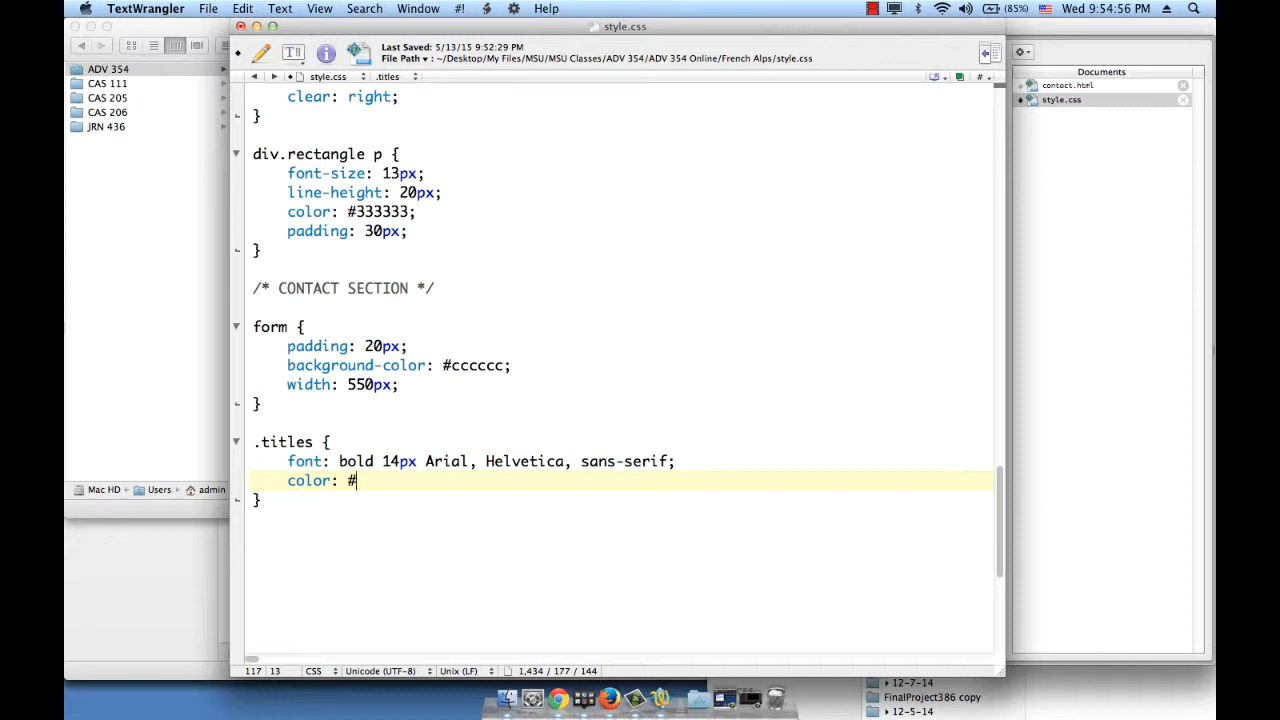 TextWrangler File Edit Text View Search Window #! Help (85%) Wed 9:54:56 PM
style.css
Last Saved: 5/13/15 9:52:29 PM
File Path ▾ : ~/Desktop/My Files/MSU/MSU Classes/ADV 354/ADV 354 Online/French Alps/style.css
style.css .titles
ADV 354
CAS 111
CAS 205
CAS 206
JRN 436
Documents
contact.html
style.css
clear: right;
}
div.rectangle p {
font-size: 13px;
line-height: 20px;
color: #333333;
padding: 30px;
}
/* CONTACT SECTION */
form {
padding: 20px;
background-color: #cccccc;
width: 550px;
}
.titles {
font: bold 14px Arial, Helvetica, sans-serif;
color: #
}
Mac HD ▸ Users ▸ admin
117 13 CSS Unicode (UTF-8) Unix (LF) 1,434 / 177 / 144
12-7-14
FinalProject386 copy
12-5-14